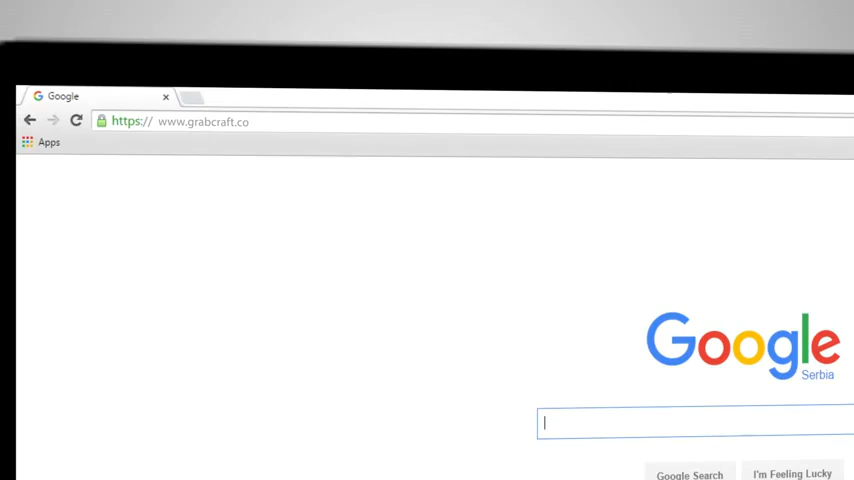 Google
https:// www.grabcraft.co
Apps
Google
Serbia
Google Search
I'm Feeling Lucky